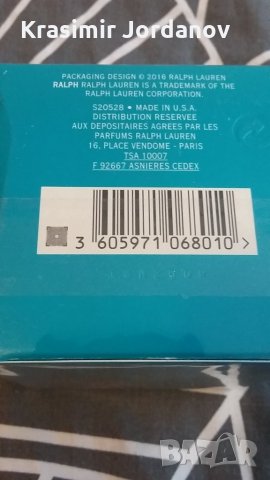 Krasimir Jordanov
PACKAGING DESIGN © 2016 RALPH LAUREN
RALPH RALPH LAUREN IS A TRADEMARK OF THE
RALPH LAUREN CORPORATION.
S20528 • MADE IN U.S.A.
DISTRIBUTION RESERVEE
AUX DEPOSITAIRES AGREES PAR LES
PARFUMS RALPH LAUREN
16, PLACE VENDOME - PARIS
TSA 10007
F 92667 ASNIERES CEDEX
3 605971 068010 >
BAZAR